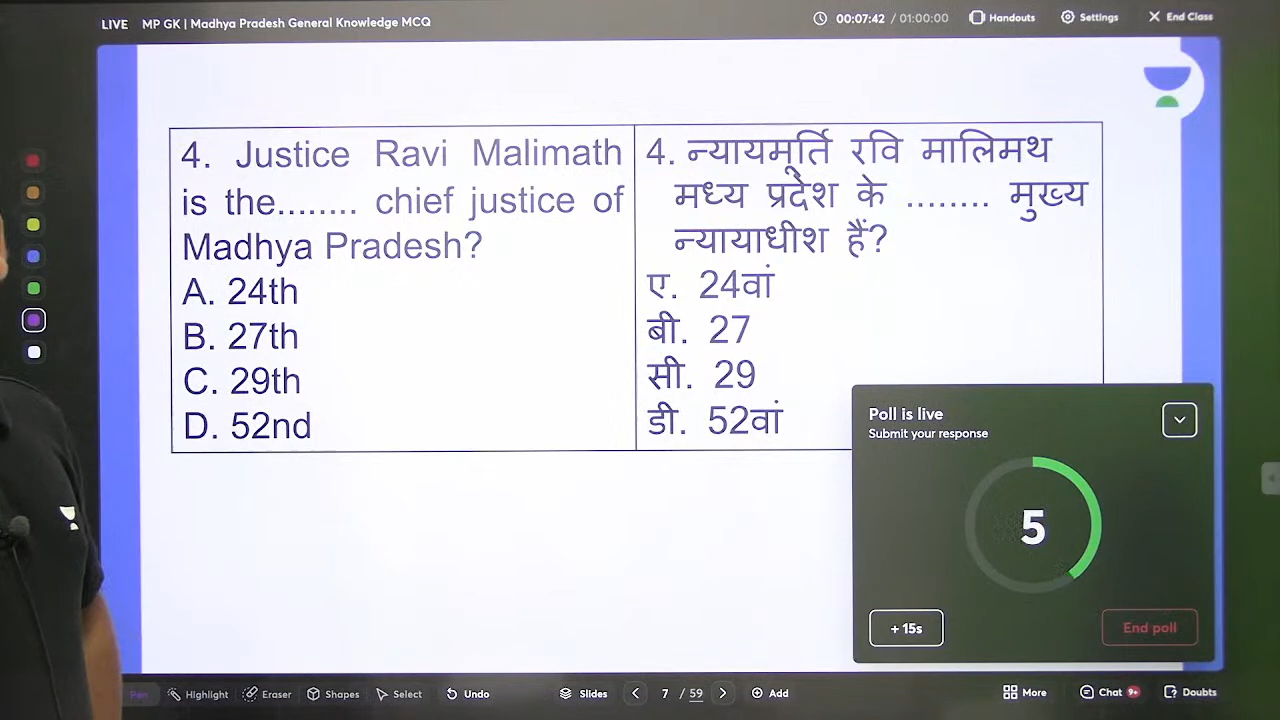 LIVE MP GK | Madhya Pradesh General Knowledge MCQ
00:07:42 / 01:00:00 Handouts Settings End Class
4. Justice Ravi Malimath
is the........ chief justice of
Madhya Pradesh?
A. 24th
B. 27th
C. 29th
D. 52nd
4. न्यायमूर्ति रवि मालिमथ
मध्य प्रदेश के ........ मुख्य
न्यायाधीश हैं?
ए. 24वां
बी. 27
सी. 29
डी. 52वां
Poll is live
Submit your response
5
+ 15s End poll
Pen Highlight Eraser Shapes Select Undo Slides 7 / 59 Add More Chat 9+ Doubts